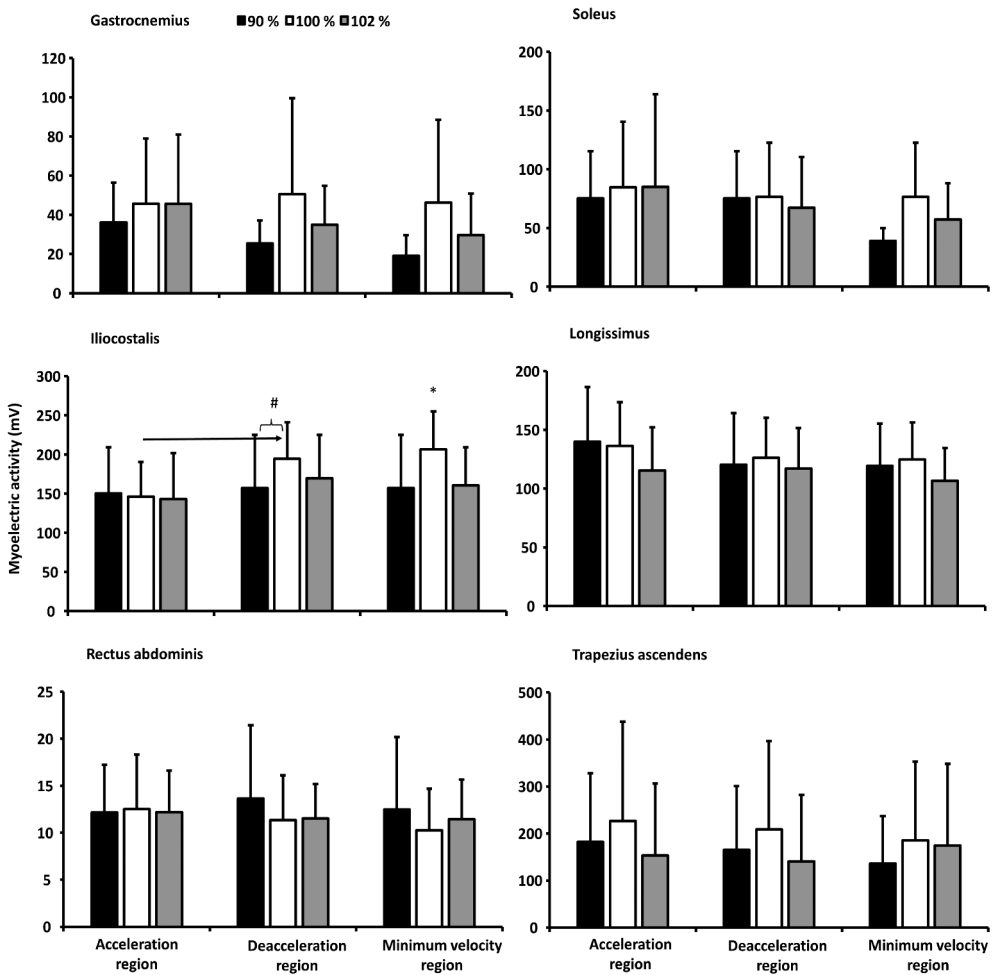 Gastrocnemius
90 % 100 % 102 %
120
100
80
60
40
20
0
Soleus
200
150
100
50
0
Myoelectric activity (mV)
Iliocostalis
300
250
200
150
100
50
0
#
*
Longissimus
200
150
100
50
0
Rectus abdominis
25
20
15
10
5
0
Acceleration
region
Deacceleration
region
Minimum velocity
region
Trapezius ascendens
500
400
300
200
100
0
Acceleration
region
Deacceleration
region
Minimum velocity
region